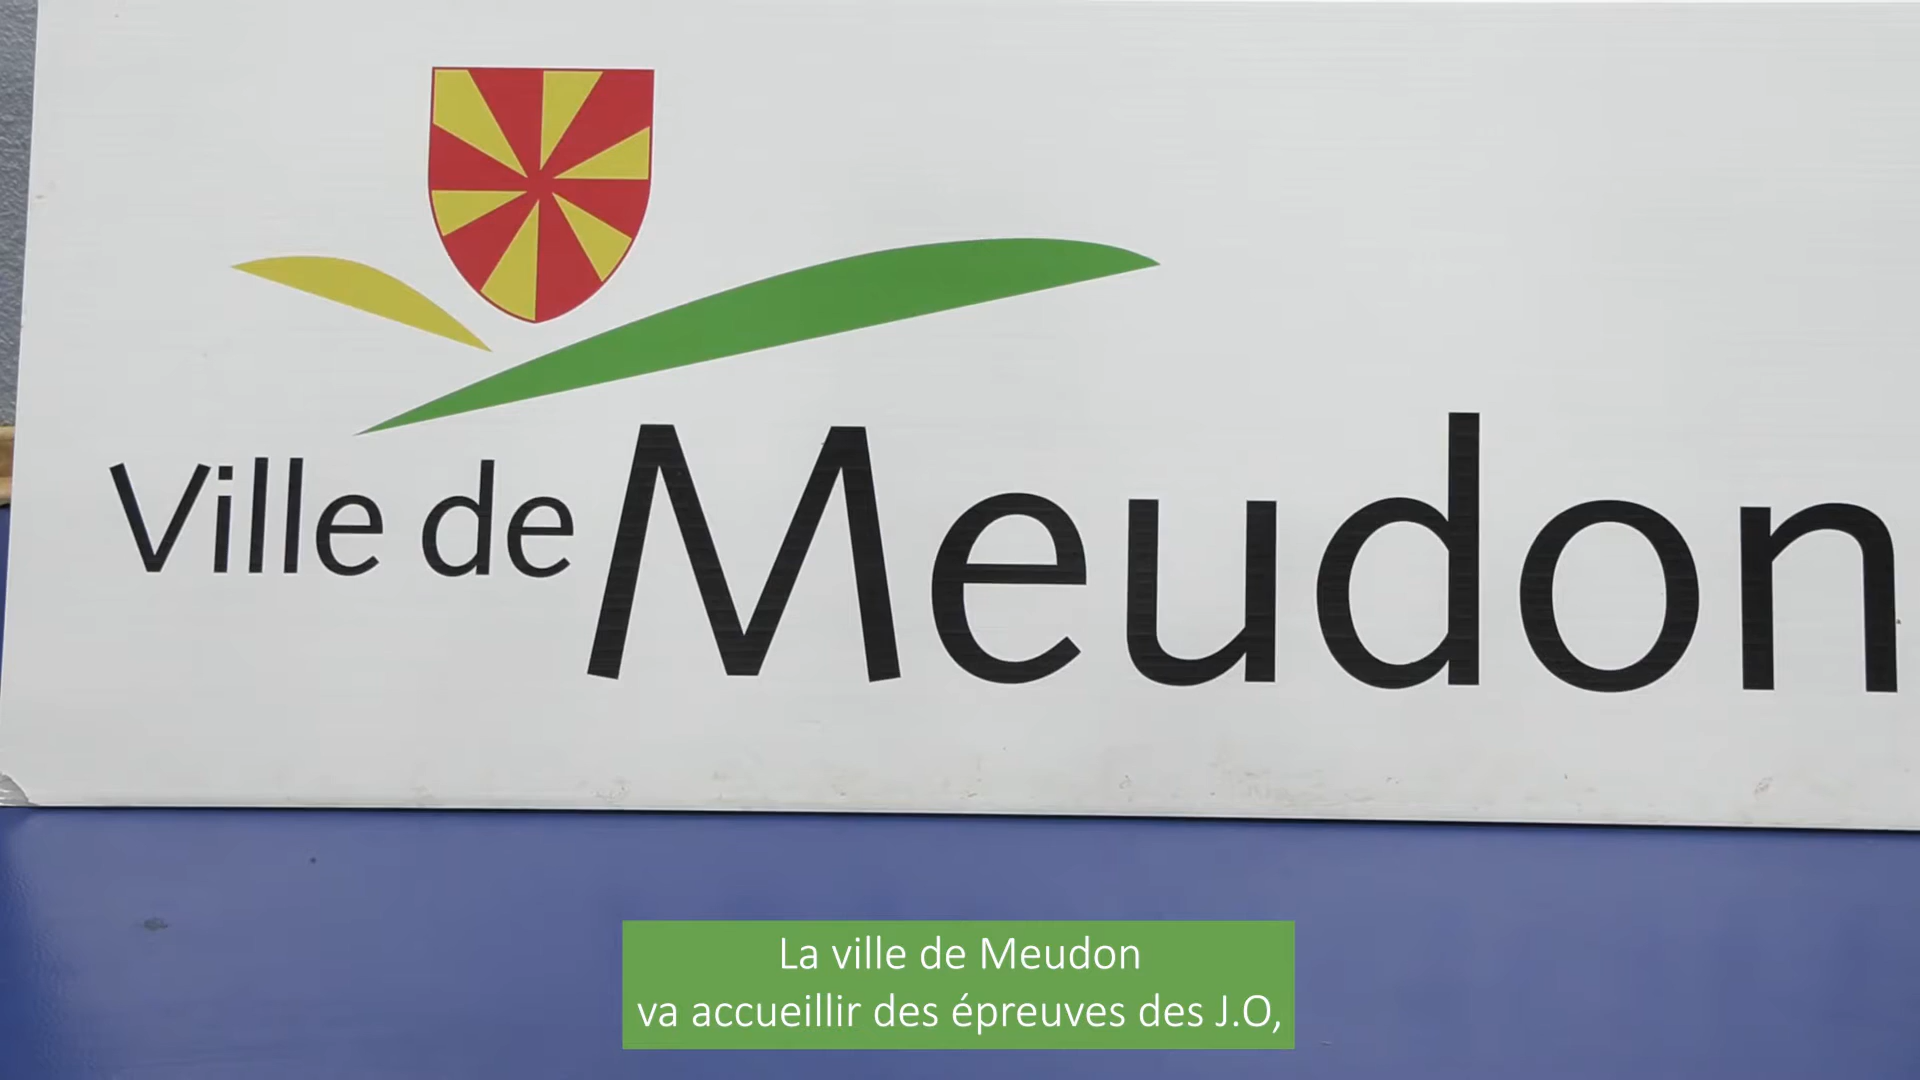 Ville de Meudon
La ville de Meudon
va accueillir des épreuves des J.O,